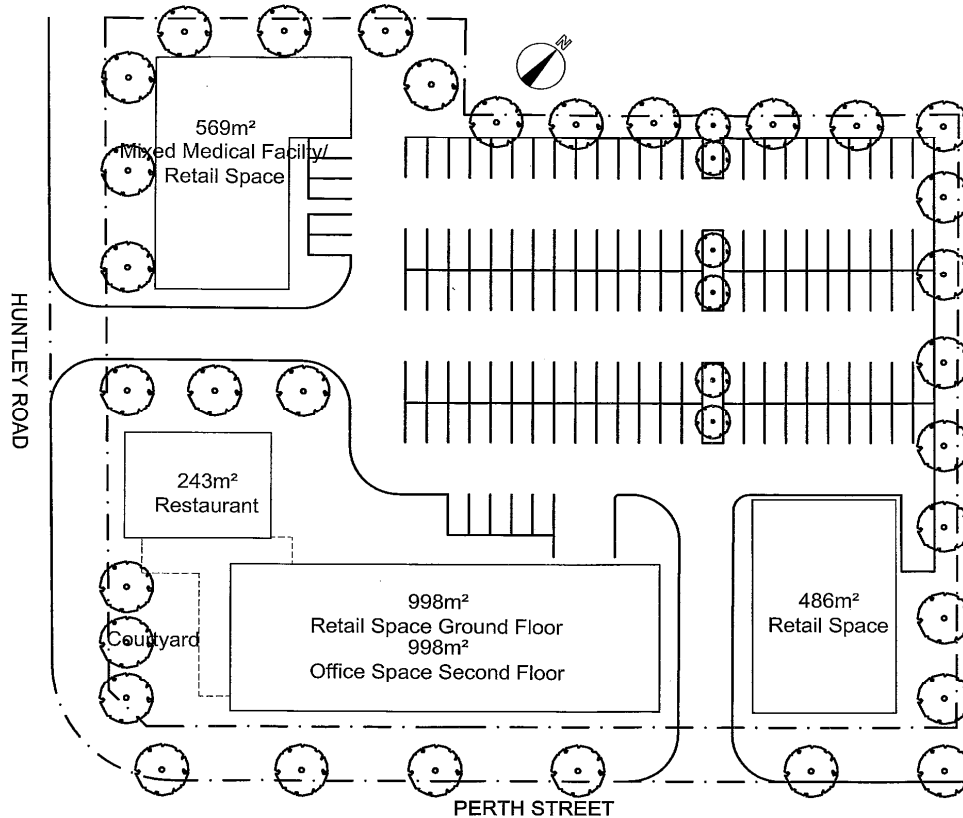 N
569m²
Mixed Medical Facilty/
Retail Space
HUNTLEY ROAD
243m²
Restaurant
998m²
Retail Space Ground Floor
998m²
Office Space Second Floor
486m²
Retail Space
Courtyard
PERTH STREET